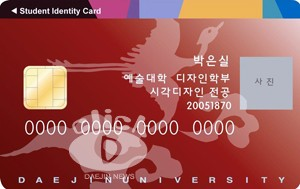 ◀ Student Identity Card
박은실
예술대학 디자인학부
시각디자인 전공
20051870
사진
0000 0000 0000 0000
DAEJIN NEWS
DAEJIN UNIVERSITY